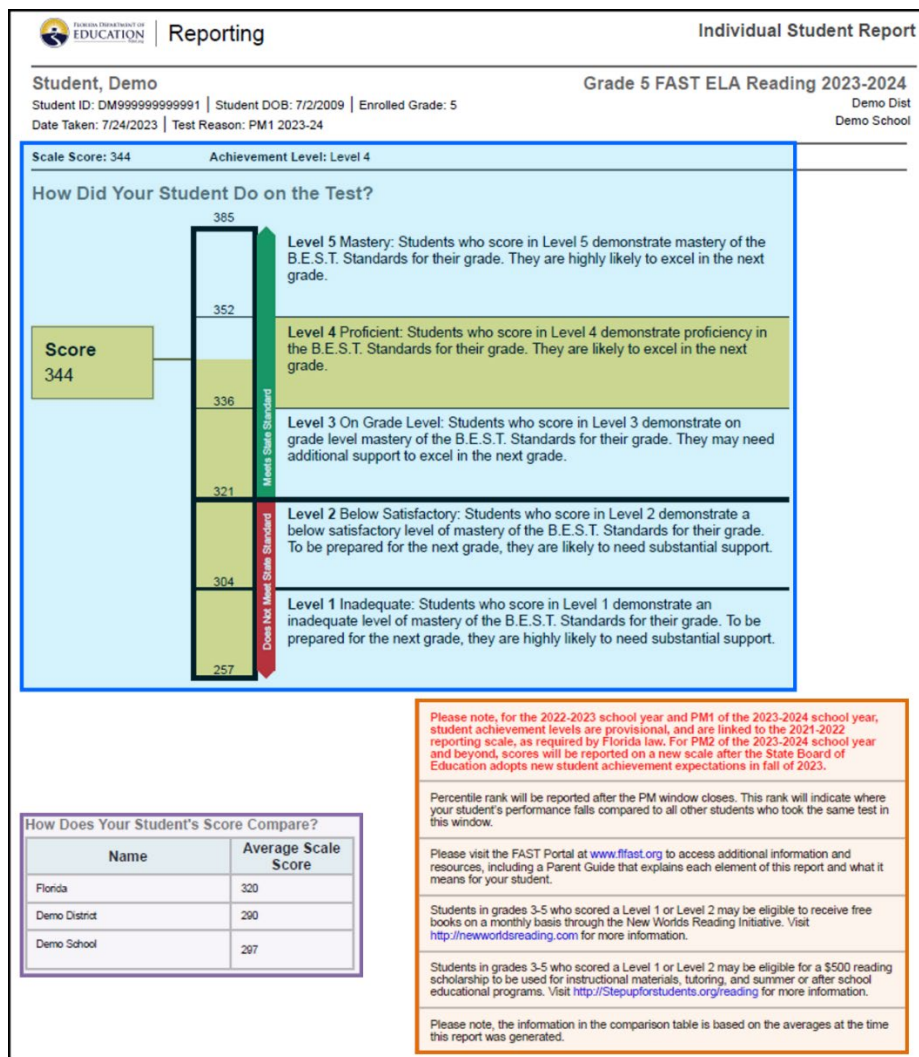 FLORIDA DEPARTMENT OF
EDUCATION
Reporting
Individual Student Report
Student, Demo
Grade 5 FAST ELA Reading 2023-2024
Student ID: DM999999999991 | Student DOB: 7/2/2009 | Enrolled Grade: 5
Demo Dist
Date Taken: 7/24/2023 | Test Reason: PM1 2023-24
Demo School
Scale Score: 344
Achievement Level: Level 4
How Did Your Student Do on the Test?
385
Level 5 Mastery: Students who score in Level 5 demonstrate mastery of the
B.E.S.T. Standards for their grade. They are highly likely to excel in the next
grade.
352
Level 4 Proficient: Students who score in Level 4 demonstrate proficiency in
the B.E.S.T. Standards for their grade. They are likely to excel in the next
grade.
Score
344
336
Level 3 On Grade Level: Students who score in Level 3 demonstrate on
grade level mastery of the B.E.S.T. Standards for their grade. They may need
additional support to excel in the next grade.
Meets State Standard
321
Level 2 Below Satisfactory: Students who score in Level 2 demonstrate a
below satisfactory level of mastery of the B.E.S.T. Standards for their grade.
To be prepared for the next grade, they are likely to need substantial support.
304
Level 1 Inadequate: Students who score in Level 1 demonstrate an
inadequate level of mastery of the B.E.S.T. Standards for their grade. To be
prepared for the next grade, they are highly likely to need substantial support.
Does Not Meet State Standard
257
Please note, for the 2022-2023 school year and PM1 of the 2023-2024 school year,
student achievement levels are provisional, and are linked to the 2021-2022
reporting scale, as required by Florida law. For PM2 of the 2023-2024 school year
and beyond, scores will be reported on a new scale after the State Board of
Education adopts new student achievement expectations in fall of 2023.
Percentile rank will be reported after the PM window closes. This rank will indicate where
your student's performance falls compared to all other students who took the same test in
this window.
Please visit the FAST Portal at www.flfast.org to access additional information and
resources, including a Parent Guide that explains each element of this report and what it
means for your student.
Students in grades 3-5 who scored a Level 1 or Level 2 may be eligible to receive free
books on a monthly basis through the New Worlds Reading Initiative. Visit
http://newworldsreading.com for more information.
Students in grades 3-5 who scored a Level 1 or Level 2 may be eligible for a $500 reading
scholarship to be used for instructional materials, tutoring, and summer or after school
educational programs. Visit http://Stepupforstudents.org/reading for more information.
Please note, the information in the comparison table is based on the averages at the time
this report was generated.
How Does Your Student's Score Compare?
Name
Average Scale
Score
Florida
320
Demo District
290
Demo School
297